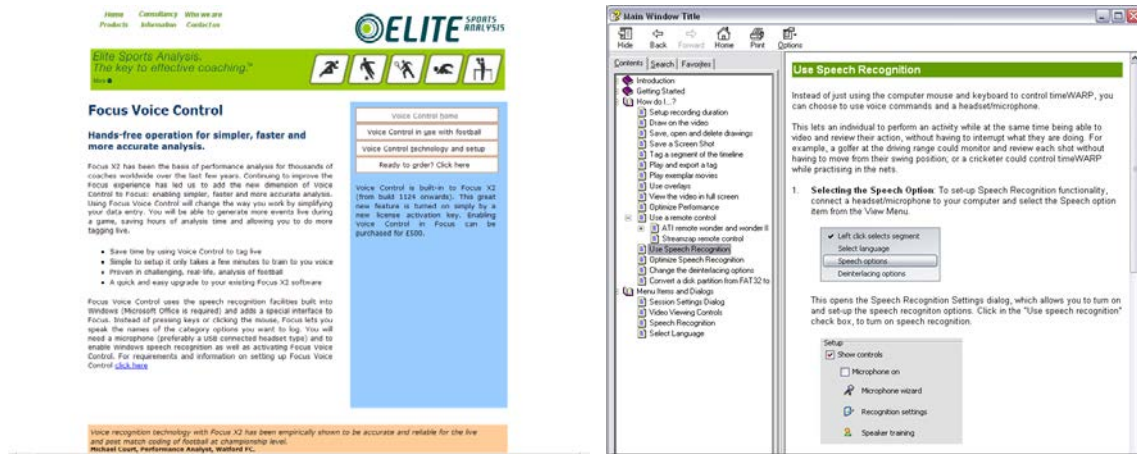 Home Consultancy Who we are
Products Information Contact us
ELITE SPORTS ANALYSIS
Elite Sports Analysis.
The key to effective coaching.™
Focus Voice Control
Hands-free operation for simpler, faster and
more accurate analysis.
Focus X2 has been the basis of performance analysis for thousands of
coaches worldwide over the last few years. Continuing to improve the
Focus experience has led us to add the new dimension of Voice
Control to Focus: enabling simpler, faster and more accurate analysis.
Using Focus Voice Control will change the way you work by simplifying
your data entry. You will be able to generate more events live during
a game, saving hours of analysis time and allowing you to do more
tagging live.
• Save time by using Voice Control to tag live
• Simple to setup it only takes a few minutes to train to you voice
• Proven in challenging, real-life, analysis of football
• A quick and easy upgrade to your existing Focus X2 software
Focus Voice Control uses the speech recognition facilities built into
Windows (Microsoft Office is required) and adds a special interface to
Focus. Instead of pressing keys or clicking the mouse, Focus lets you
speak the names of the category options you want to log. You will
need a microphone (preferably a USB connected headset type) and to
enable Windows speech recognition as well as activating Focus Voice
Control. For requirements and information on setting up Focus Voice
Control click here
Voice Control home
Voice Control in use with football
Voice Control technology and setup
Ready to order? Click here
Voice Control is built-in to Focus X2
(from build 1124 onwards). This great
new feature is turned on simply by a
new license activation key. Enabling
Voice Control in Focus can be
purchased for £500.
Voice recognition technology with Focus X2 has been empirically shown to be accurate and reliable for the live
and post match coding of football at championship level.
Michael Court, Performance Analyst, Watford FC.
Main Window Title
Hide Back Forward Home Print Options
Contents Search Favorites
Introduction
Getting Started
How do I...?
Setup recording duration
Draw on the video
Save, open and delete drawings
Save a Screen Shot
Tag a segment of the timeline
Play and export a tag
Play exemplar movies
Use overlays
View the video in full screen
Optimize Performance
Use a remote control
ATI remote wonder and wonder II
Streamzap remote control
Use Speech Recognition
Optimize Speech Recognition
Change the deinterlacing options
Convert a disk partition from FAT32 to
Menu Items and Dialogs
Session Settings Dialog
Video Viewing Controls
Speech Recognition
Select Language
Use Speech Recognition
Instead of just using the computer mouse and keyboard to control timeWARP, you
can choose to use voice commands and a headset/microphone.
This lets an individual to perform an activity while at the same time being able to
video and review their action, without having to interrupt what they are doing. For
example, a golfer at the driving range could monitor and review each shot without
having to move from their swing position; or a cricketer could control timeWARP
while practising in the nets.
1. Selecting the Speech Option: To set-up Speech Recognition functionality,
connect a headset/microphone to your computer and select the Speech option
item from the View Menu.
Left click selects segment
Select language
Speech options
Deinterlacing options
This opens the Speech Recognition Settings dialog, which allows you to turn on
and set-up the speech recogniton options. Click in the "Use speech recognition"
check box, to turn on speech recognition.
Setup
Show controls
Microphone on
Microphone wizard
Recognition settings
Speaker training